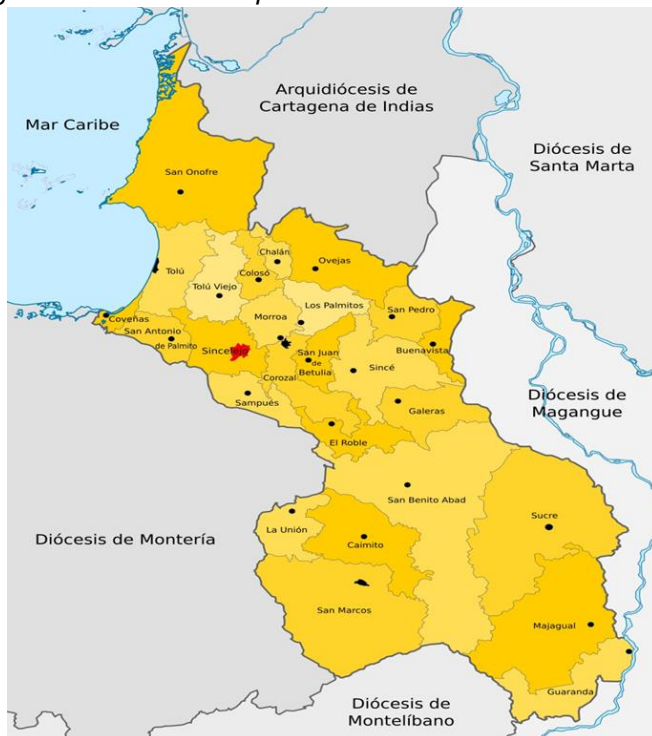 Arquidiócesis de
Cartagena de Indias
Mar Caribe
Diócesis de
Santa Marta
San Onofre
Chalán
Ovejas
Tolú
Colosó
Tolú Viejo
Los Palmitos
San Pedro
Morroa
Coveñas
San Antonio
de Palmito
Sincelejo
San Juan
de
Betulia
Buenavista
Corozal
Sincé
Diócesis de
Magangue
Sampués
Galeras
El Roble
San Benito Abad
Sucre
La Unión
Diócesis de Montería
Caimito
San Marcos
Majagual
Guaranda
Diócesis de
Montelíbano